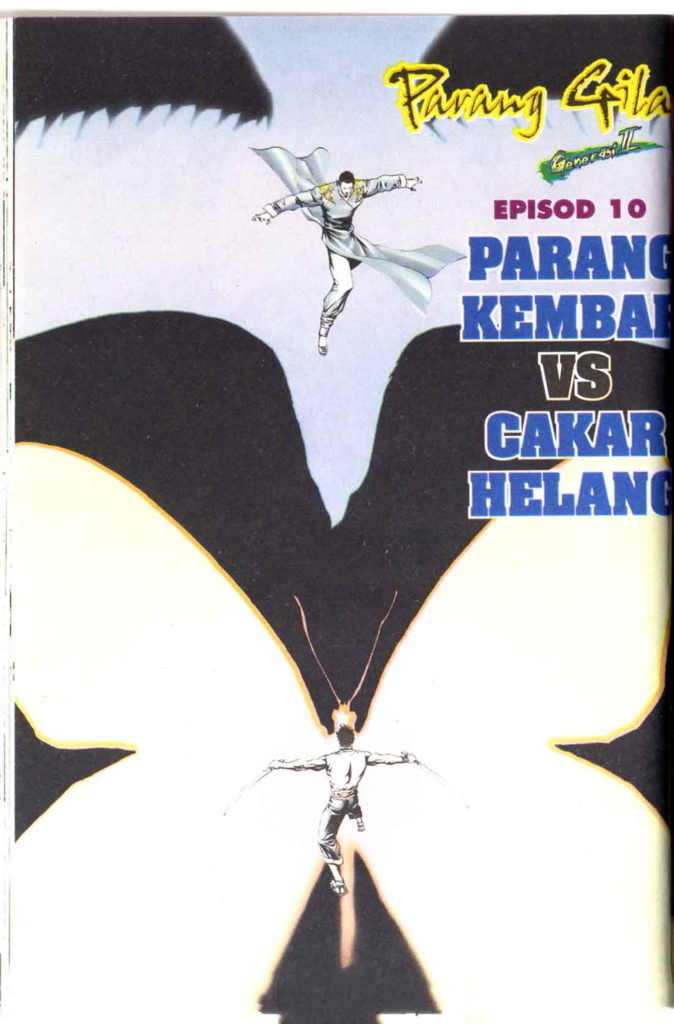 Parang Gila
Generasi II
EPISOD 10
PARANG
KEMBAR
VS
CAKAR
HELANG